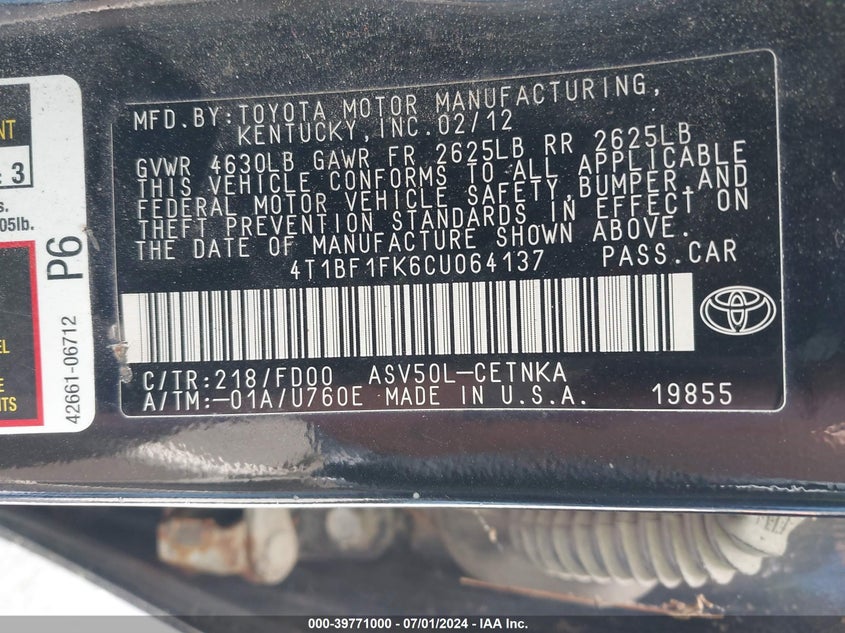 MFD. BY: TOYOTA MOTOR MANUFACTURING,
KENTUCKY, INC. 02/12
GVWR 4630LB GAWR FR 2625LB RR 2625LB
THIS VEHICLE CONFORMS TO ALL APPLICABLE
FEDERAL MOTOR VEHICLE SAFETY, BUMPER, AND
THEFT PREVENTION STANDARDS IN EFFECT ON
THE DATE OF MANUFACTURE SHOWN ABOVE.
4T1BF1FK6CU064137 PASS. CAR
C/TR: 218/FD00 ASV50L-CETNKA
A/TM: -01A/U760E MADE IN U.S.A. 19855
3
05lb.
P6
42661-06712
000-39771000 - 07/01/2024 - IAA Inc.